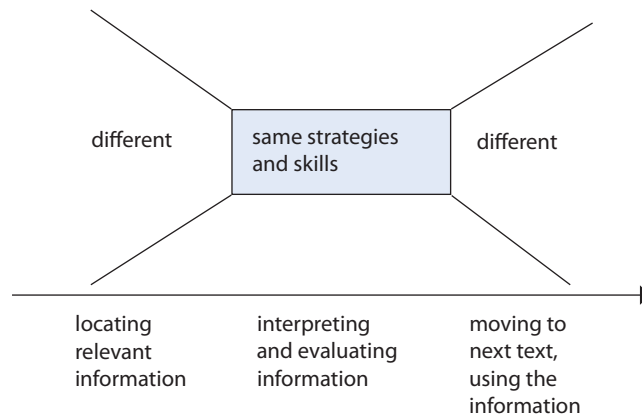 different
same strategies
and skills
different
locating
relevant
information
interpreting
and evaluating
information
moving to
next text,
using the
information